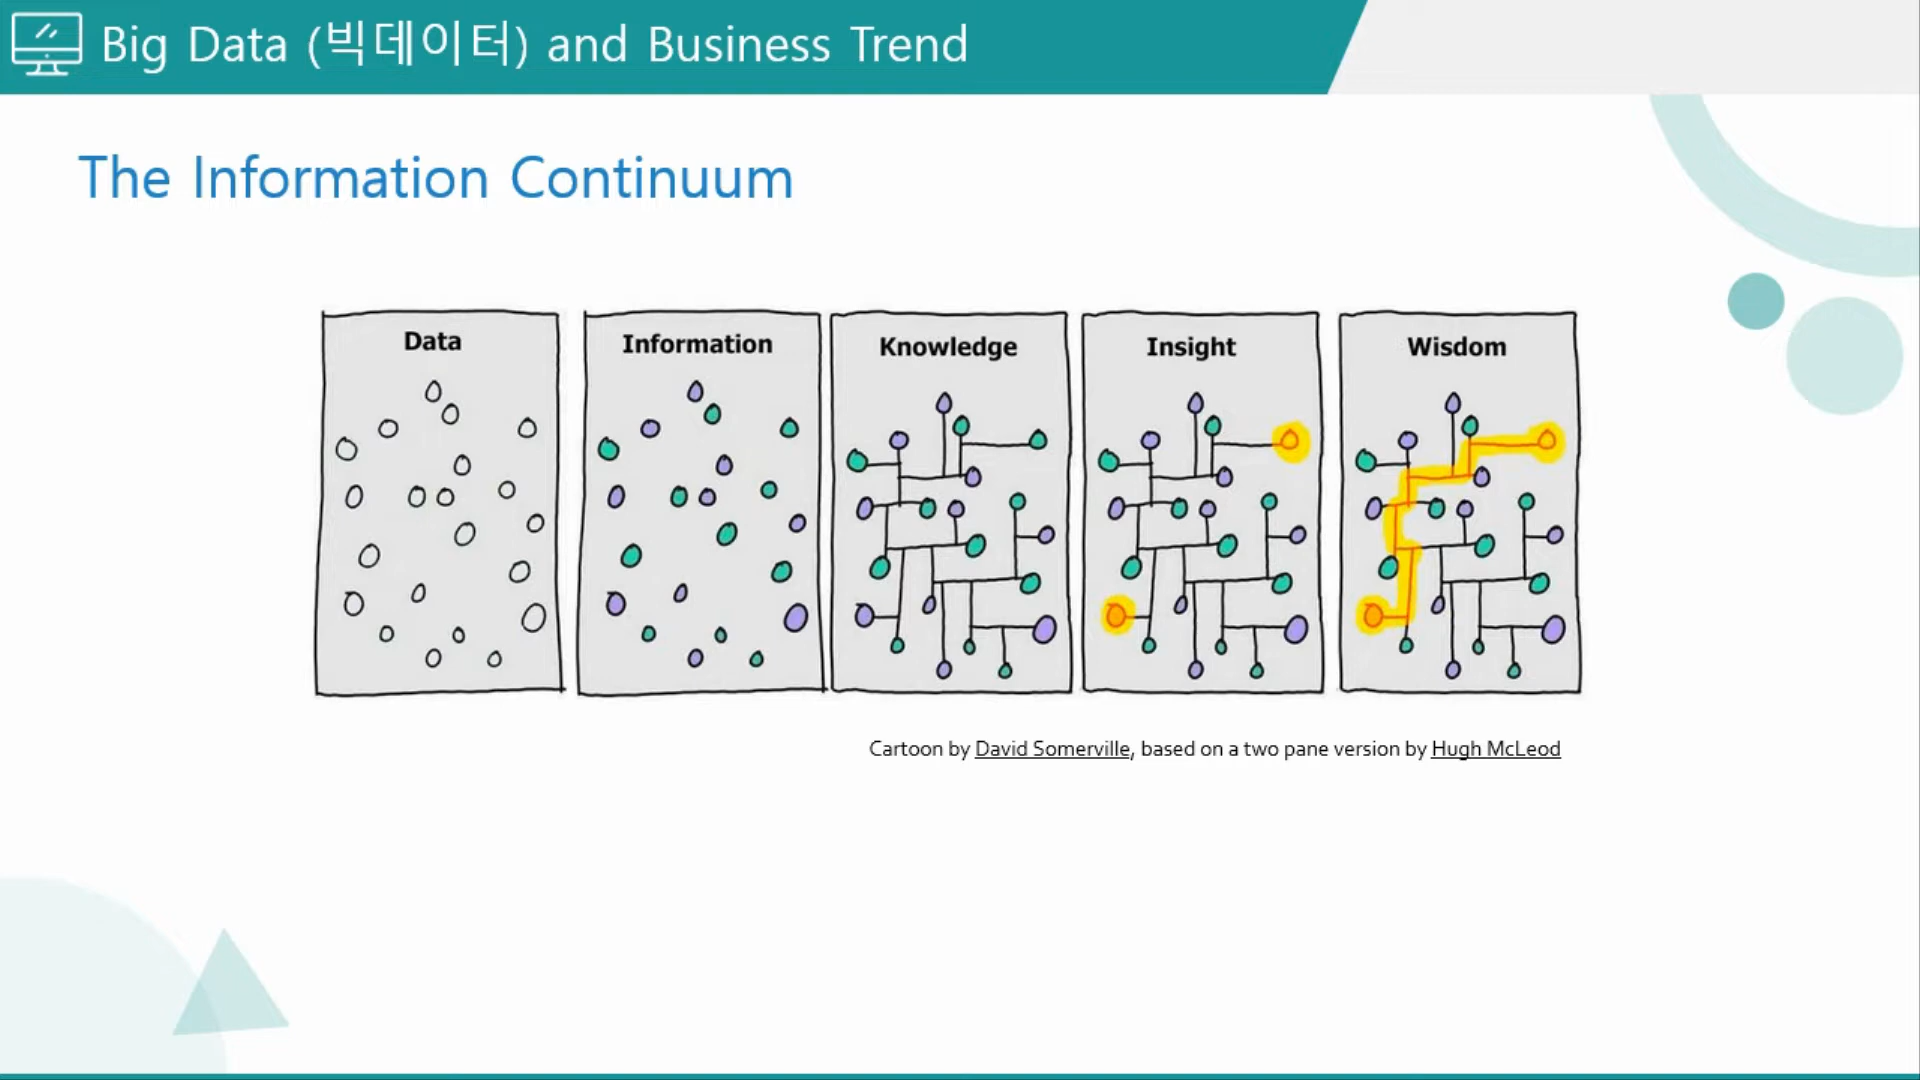 Big Data (빅데이터) and Business Trend
The Information Continuum
Data
Information
Knowledge
Insight
Wisdom
Cartoon by David Somerville, based on a two pane version by Hugh McLeod